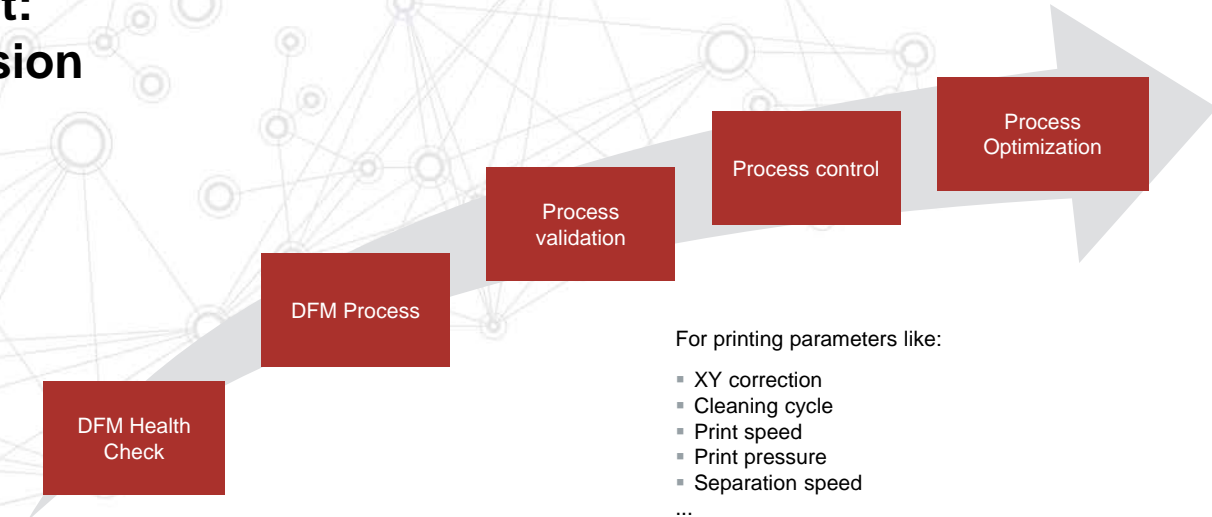 DFM Health
Check
DFM Process
Process
validation
Process control
Process
Optimization
For printing parameters like:
▪ XY correction
▪ Cleaning cycle
▪ Print speed
▪ Print pressure
▪ Separation speed
...